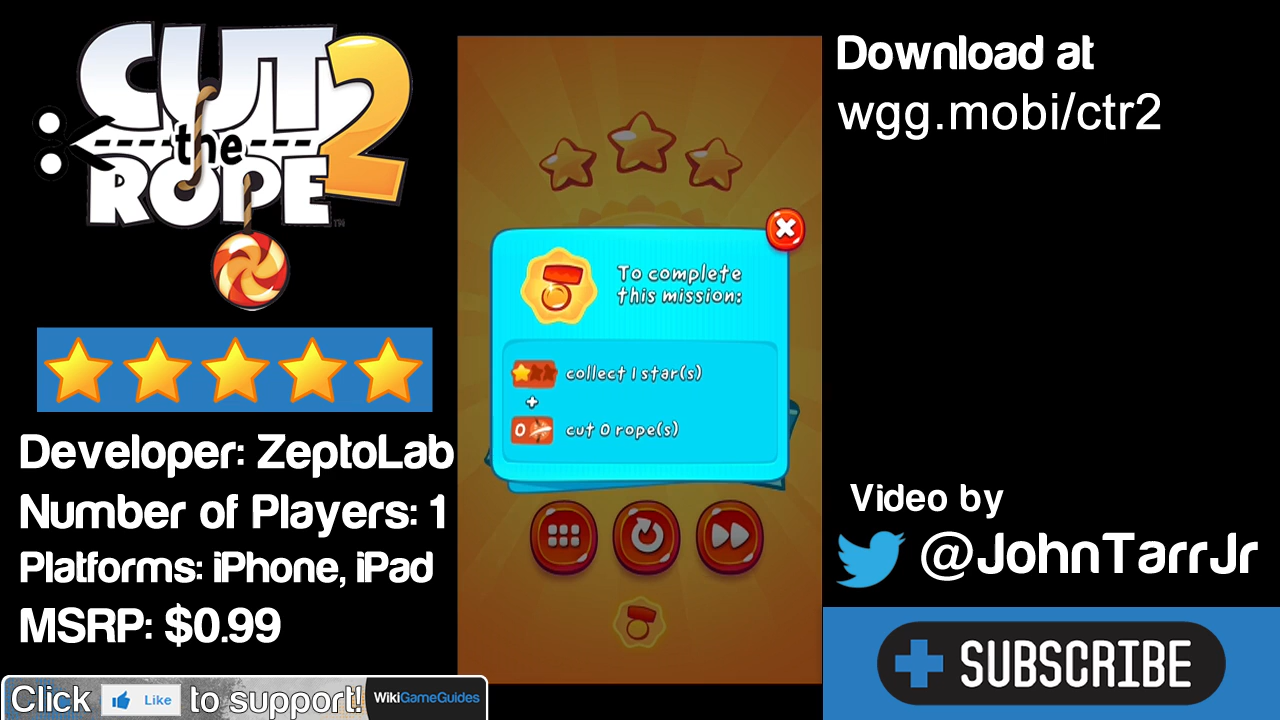 CUT
the
ROPE 2
TM
Developer: ZeptoLab
Number of Players: 1
Platforms: iPhone, iPad
MSRP: $0.99
Click Like to support! WikiGameGuides
To complete
this mission:
collect 1 star(s)
+
0 cut 0 rope(s)
Download at
wgg.mobi/ctr2
Video by
@JohnTarrJr
SUBSCRIBE